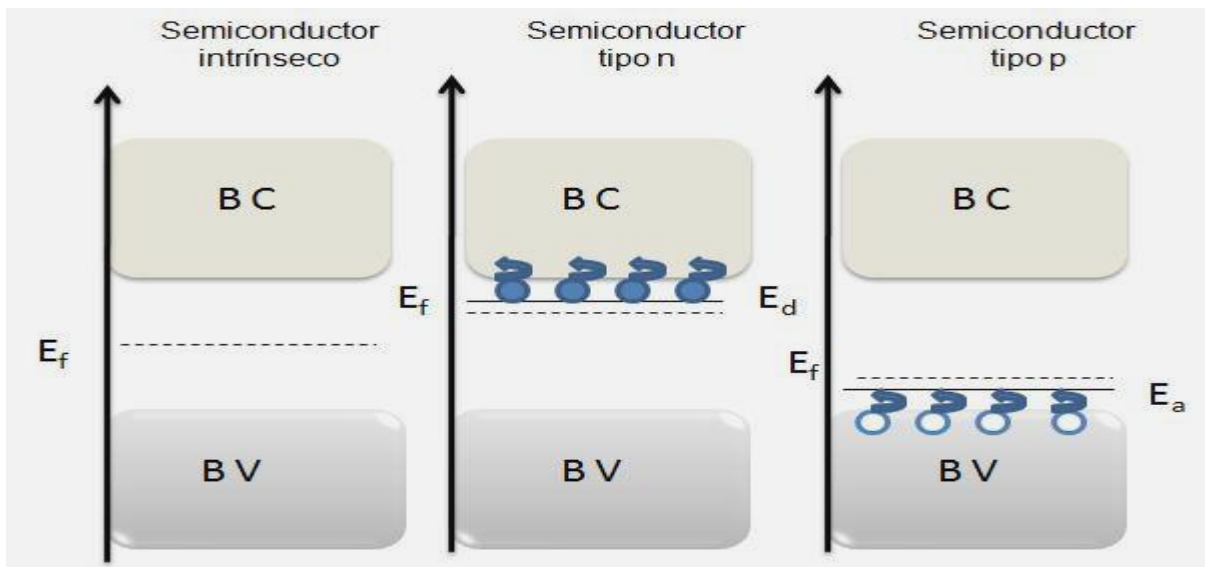 Semiconductor
intrínseco
Semiconductor
tipo n
Semiconductor
tipo p
B C
B C
B C
E_f
E_f
E_d
E_f
E_a
B V
B V
B V